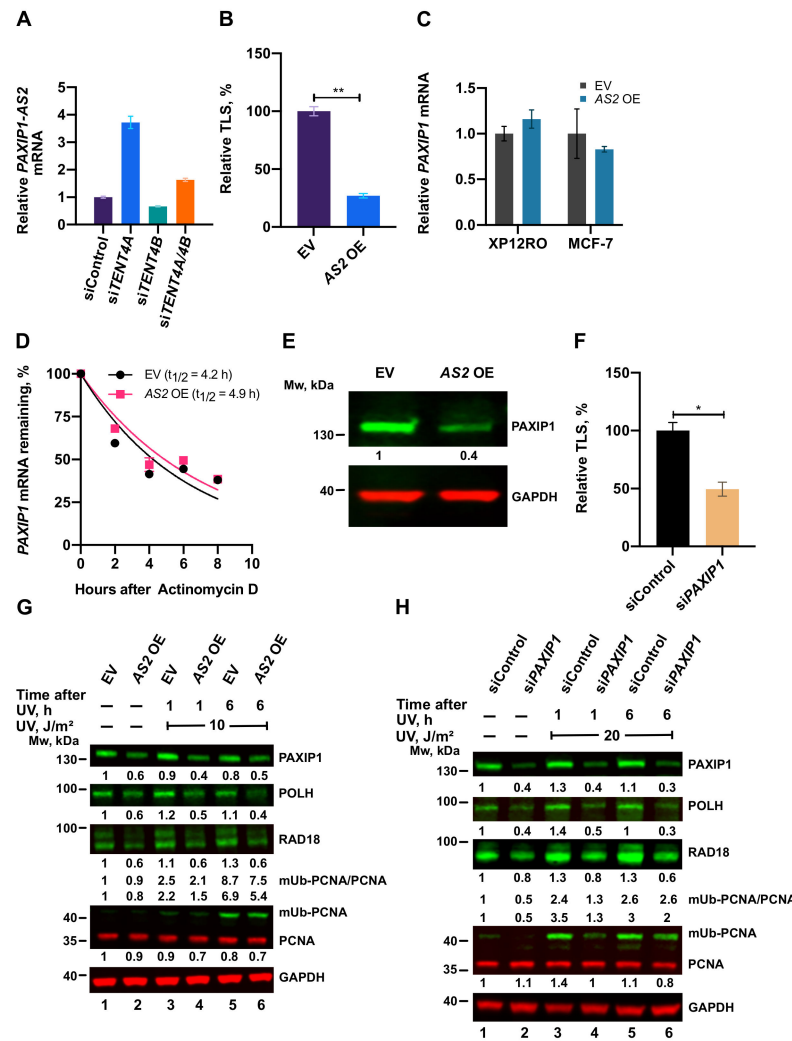 A
Relative PAXIP1-AS2
mRNA
5
4
3
2
1
0
siControl
siTENT4A
siTENT4B
siTENT4A/4B
B
Relative TLS, %
150
100
50
0
**
EV
AS2 OE
C
Relative PAXIP1 mRNA
1.5
1.0
0.5
0.0
EV
AS2 OE
XP12RO
MCF-7
D
PAXIP1 mRNA remaining, %
100
75
50
25
0
EV (t1/2 = 4.2 h)
AS2 OE (t1/2 = 4.9 h)
0 2 4 6 8 10
Hours after Actinomycin D
E
EV AS2 OE
Mw, kDa
130
PAXIP1
1 0.4
40
GAPDH
F
Relative TLS, %
150
100
50
0
*
siControl
siPAXIP1
G
EV AS2 OE EV AS2 OE EV AS2 OE
Time after
UV, h
– – 1 1 6 6
UV, J/m²
10
Mw, kDa
130
PAXIP1
1 0.6 0.9 0.4 0.8 0.5
100
POLH
1 0.6 1.2 0.5 1.1 0.4
100
RAD18
1 0.6 1.1 0.6 1.3 0.6
1 0.9 2.5 2.1 8.7 7.5 mUb-PCNA/PCNA
1 0.8 2.2 1.5 6.9 5.4
mUb-PCNA
40
35
PCNA
1 0.9 0.9 0.7 0.8 0.7
40
GAPDH
1 2 3 4 5 6
H
siControl siPAXIP1 siControl siPAXIP1 siControl siPAXIP1
Time after
UV, h
– – 1 1 6 6
UV, J/m²
20
Mw, kDa
130
PAXIP1
1 0.4 1.3 0.4 1.1 0.3
100
POLH
1 0.4 1.4 0.5 1 0.3
100
RAD18
1 0.8 1.3 0.8 1.3 0.6
1 0.5 2.4 1.3 2.6 2.6 mUb-PCNA/PCNA
1 0.5 3.5 1.3 3 2
mUb-PCNA
40
35
PCNA
1 1.1 1.4 1 1.1 0.8
40
GAPDH
1 2 3 4 5 6